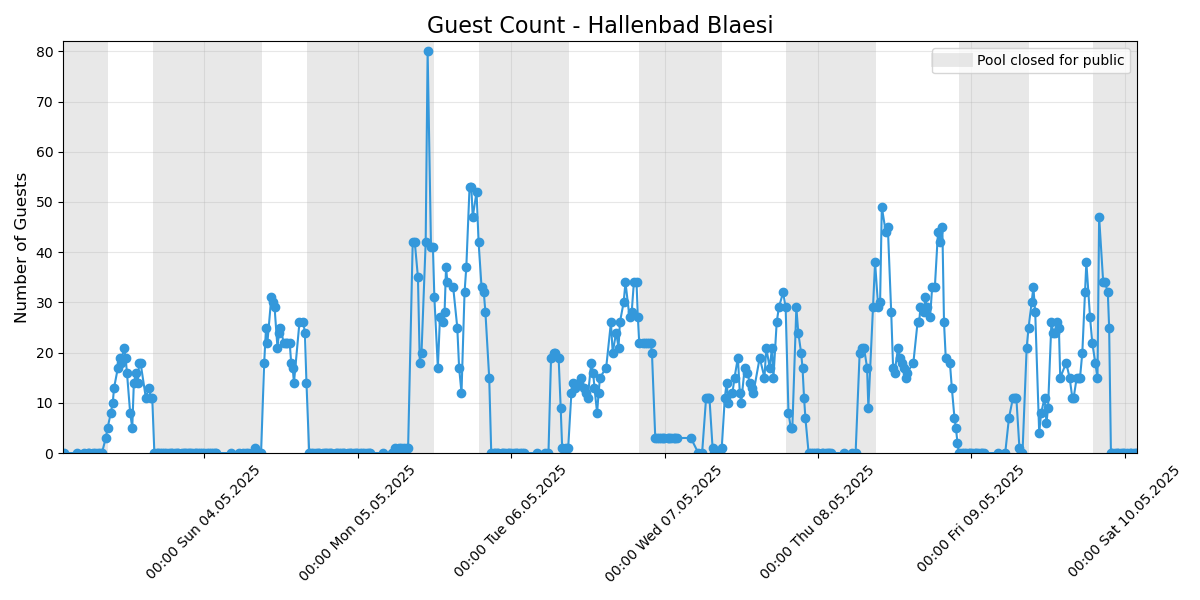 Guest Count - Hallenbad Blaesi
Pool closed for public
Number of Guests
80
70
60
50
40
30
20
10
0
00:00 Sun 04.05.2025
00:00 Mon 05.05.2025
00:00 Tue 06.05.2025
00:00 Wed 07.05.2025
00:00 Thu 08.05.2025
00:00 Fri 09.05.2025
00:00 Sat 10.05.2025